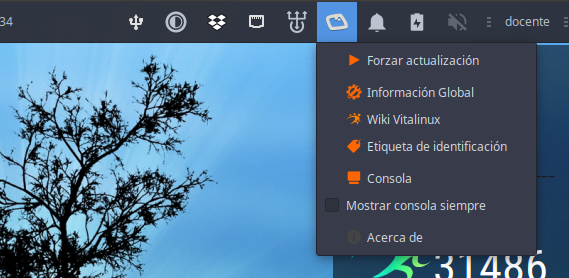 34
docente
Forzar actualización
Información Global
Wiki Vitalinux
Etiqueta de identificación
Consola
Mostrar consola siempre
Acerca de
31486